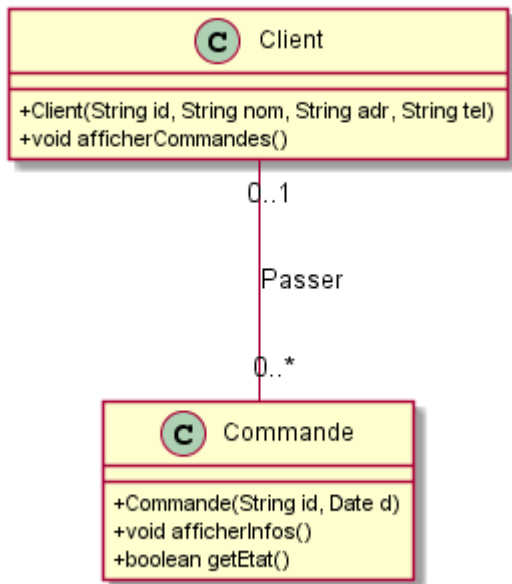 C Client
+Client(String id, String nom, String adr, String tel)
+void afficherCommandes()
0..1
Passer
0..*
C Commande
+Commande(String id, Date d)
+void afficherInfos()
+boolean getEtat()